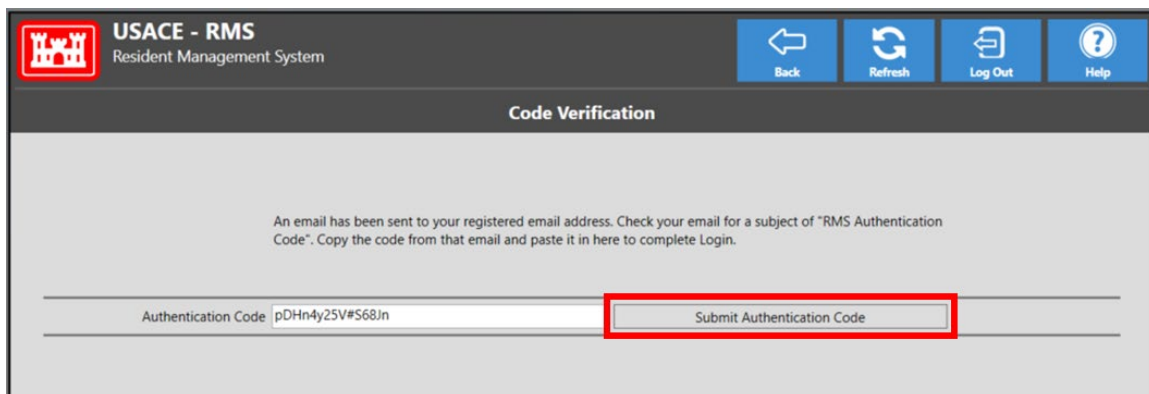 USACE - RMS
Resident Management System
Back
Refresh
Log Out
Help
Code Verification
An email has been sent to your registered email address. Check your email for a subject of "RMS Authentication
Code". Copy the code from that email and paste it in here to complete Login.
Authentication Code pDHn4y25V#S68Jn Submit Authentication Code